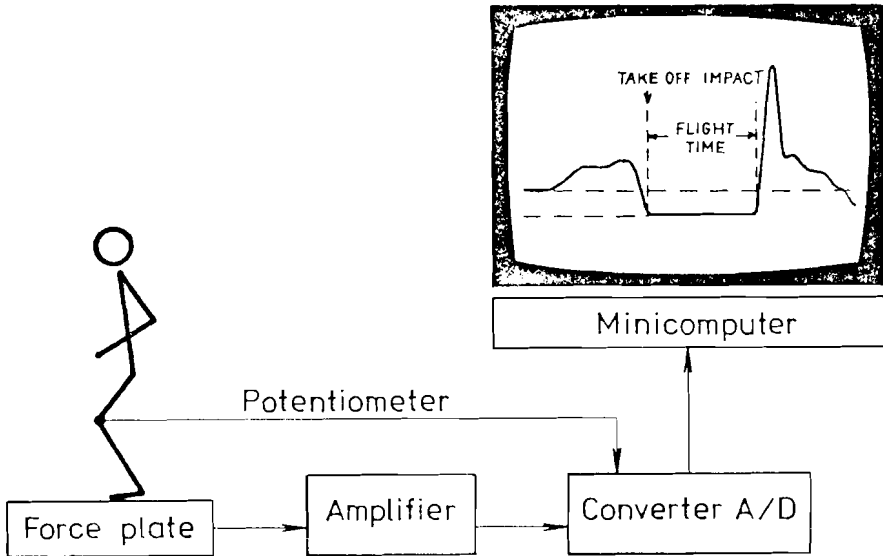 TAKE OFF IMPACT
FLIGHT
TIME
Minicomputer
Potentiometer
Force plate
Amplifier
Converter A/D